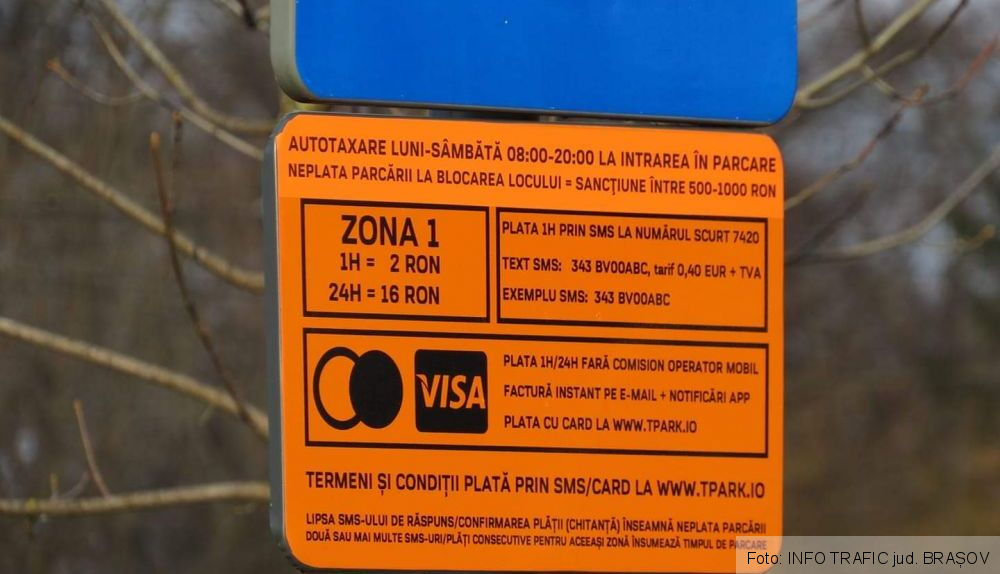 AUTOTAXARE LUNI-SÂMBĂTĂ 08:00-20:00 LA INTRAREA ÎN PARCARE
NEPLATA PARCĂRII LA BLOCAREA LOCULUI = SANCŢIUNE ÎNTRE 500-1000 RON
ZONA 1
1H = 2 RON
24H = 16 RON
PLATA 1H PRIN SMS LA NUMĂRUL SCURT 7420
TEXT SMS: 343 BV00ABC, tarif 0,40 EUR + TVA
EXEMPLU SMS: 343 BV00ABC
VISA
PLATA 1H/24H FARĂ COMISION OPERATOR MOBIL
FACTURĂ INSTANT PE E-MAIL + NOTIFICĂRI APP
PLATA CU CARD LA WWW.TPARK.IO
TERMENI ȘI CONDIȚII PLATĂ PRIN SMS/CARD LA WWW.TPARK.IO
LIPSA SMS-ULUI DE RĂSPUNS/CONFIRMAREA PLĂȚII (CHITANȚĂ) ÎNSEAMNĂ NEPLATA PARCĂRII
DOUĂ SAU MAI MULTE SMS-URI/PLĂȚI CONSECUTIVE PENTRU ACEEAȘI ZONĂ ÎNSUMEAZĂ TIMPUL DE PARCARE
Foto: INFO TRAFIC jud. BRAȘOV